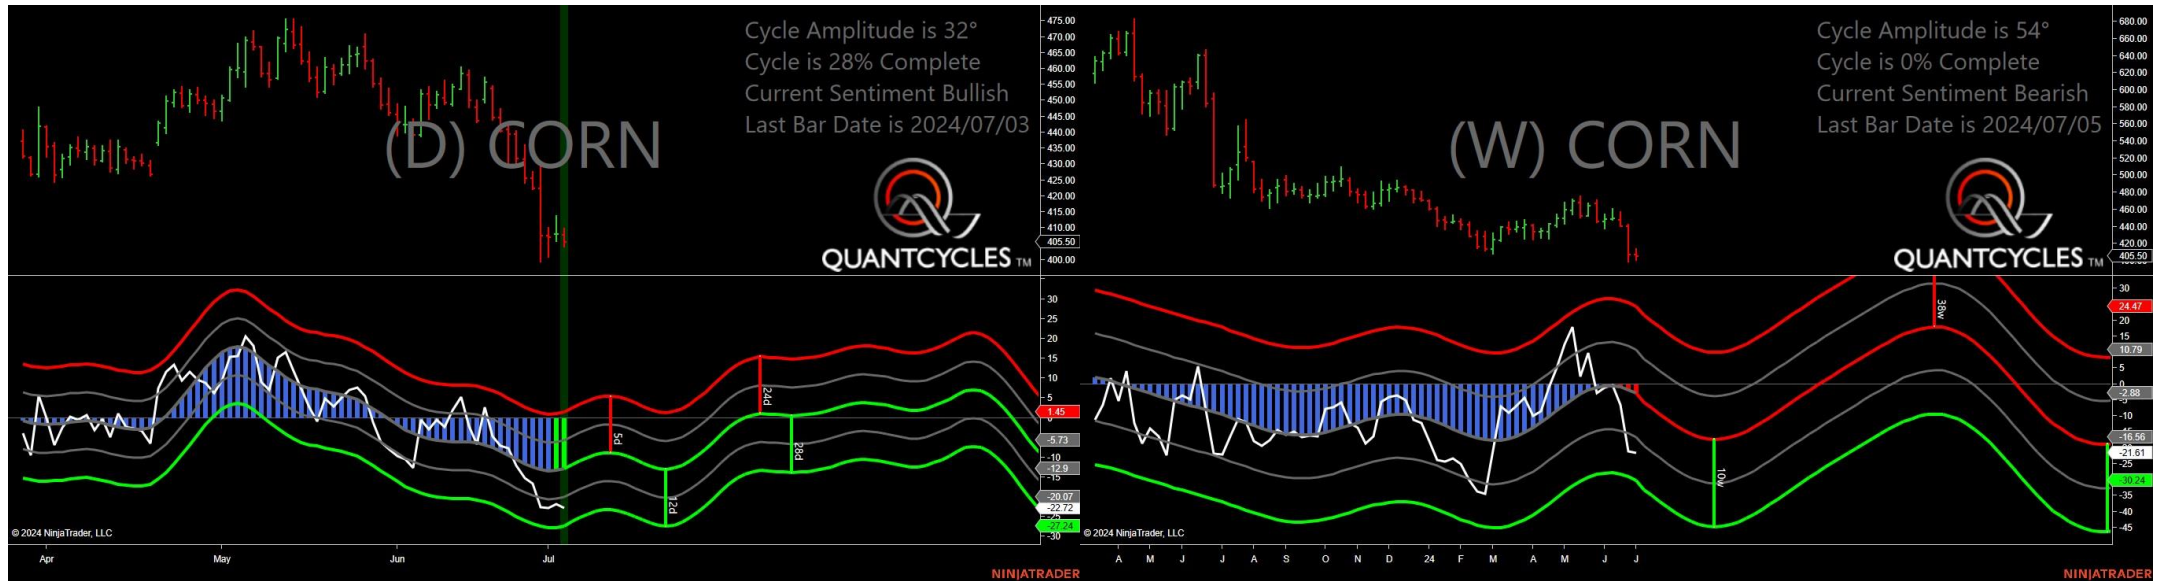 Cycle Amplitude is 32°
Cycle is 28% Complete
Current Sentiment Bullish
Last Bar Date is 2024/07/03
(D) CORN
QUANTCYCLES TM
475.00
470.00
465.00
460.00
455.00
450.00
445.00
440.00
435.00
430.00
425.00
420.00
415.00
410.00
405.50
400.00
30
25
20
15
10
5
1.45
-5.73
-10
-12.9
-15
-20.07
-22.72
-27.24
-30
5d
12d
24d
28d
© 2024 NinjaTrader, LLC
Apr
May
Jun
Jul
NINJATRADER
Cycle Amplitude is 54°
Cycle is 0% Complete
Current Sentiment Bearish
Last Bar Date is 2024/07/05
(W) CORN
QUANTCYCLES TM
680.00
660.00
640.00
620.00
600.00
580.00
560.00
540.00
520.00
500.00
480.00
460.00
440.00
420.00
405.50
30
24.47
20
15
10.79
5
0
-2.88
-10
-16.56
-21.61
-25
-30.24
-35
-40
-45
10w
38w
© 2024 NinjaTrader, LLC
A M J J A S O N D 24 F M A M J J
NINJATRADER